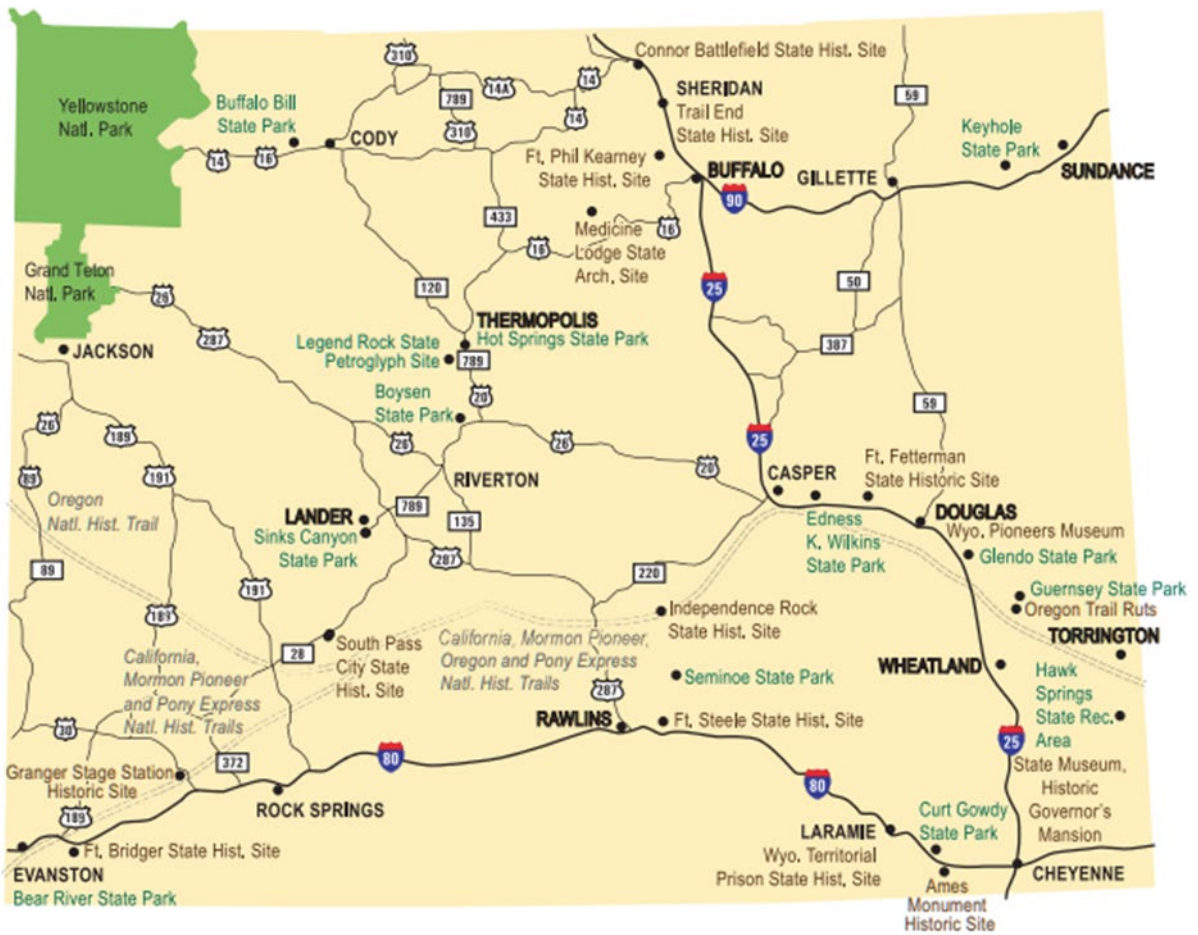 310
Connor Battlefield State Hist. Site
14
14A
789
59
SHERIDAN
Trail End
State Hist. Site
Yellowstone
Natl. Park
Buffalo Bill
State Park
14
310
Keyhole
State Park
CODY
14
16
Ft. Phil Kearney
State Hist. Site
BUFFALO
GILLETTE
SUNDANCE
90
433
Medicine
Lodge State
Arch. Site
16
16
Grand Teton
Natl. Park
26
120
25
50
287
THERMOPOLIS
Hot Springs State Park
Legend Rock State
Petroglyph Site
789
387
JACKSON
Boysen
State Park
20
59
26
189
26
26
25
20
Ft. Fetterman
State Historic Site
CASPER
89
191
RIVERTON
Oregon
Natl. Hist. Trail
789
135
LANDER
Sinks Canyon
State Park
DOUGLAS
Wyo. Pioneers Museum
Edness
K. Wilkins
State Park
Glendo State Park
287
89
220
191
Guernsey State Park
Oregon Trail Ruts
189
Independence Rock
State Hist. Site
TORRINGTON
28
South Pass
City State
Hist. Site
California, Mormon Pioneer,
Oregon and Pony Express
Natl. Hist. Trails
California,
Mormon Pioneer
and Pony Express
Natl. Hist. Trails
Seminoe State Park
WHEATLAND
Hawk
Springs
State Rec.
Area
287
RAWLINS
Ft. Steele State Hist. Site
30
80
25
372
Granger Stage Station
Historic Site
State Museum,
Historic
Governor's
Mansion
80
ROCK SPRINGS
189
Curt Gowdy
State Park
LARAMIE
Wyo. Territorial
Prison State Hist. Site
Ft. Bridger State Hist. Site
EVANSTON
Bear River State Park
CHEYENNE
Ames
Monument
Historic Site